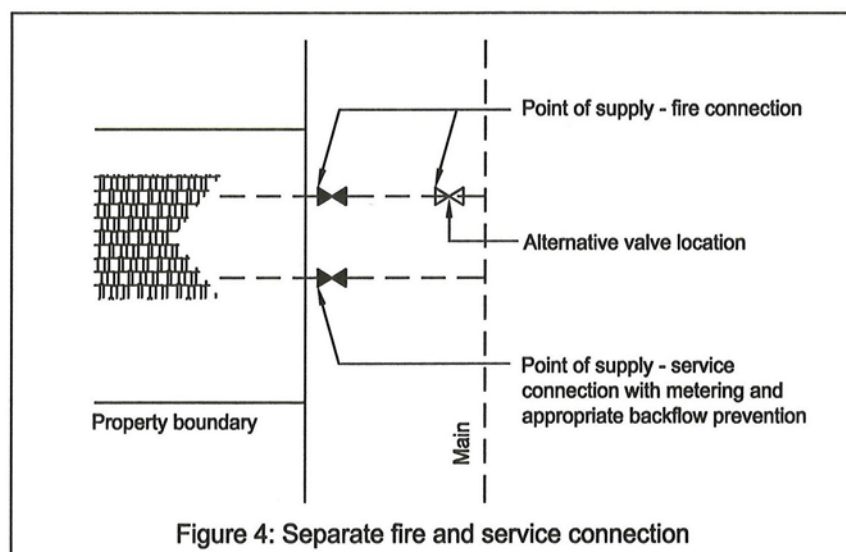 Point of supply - fire connection
Alternative valve location
Point of supply - service
connection with metering and
appropriate backflow prevention
Property boundary
Main
Figure 4: Separate fire and service connection